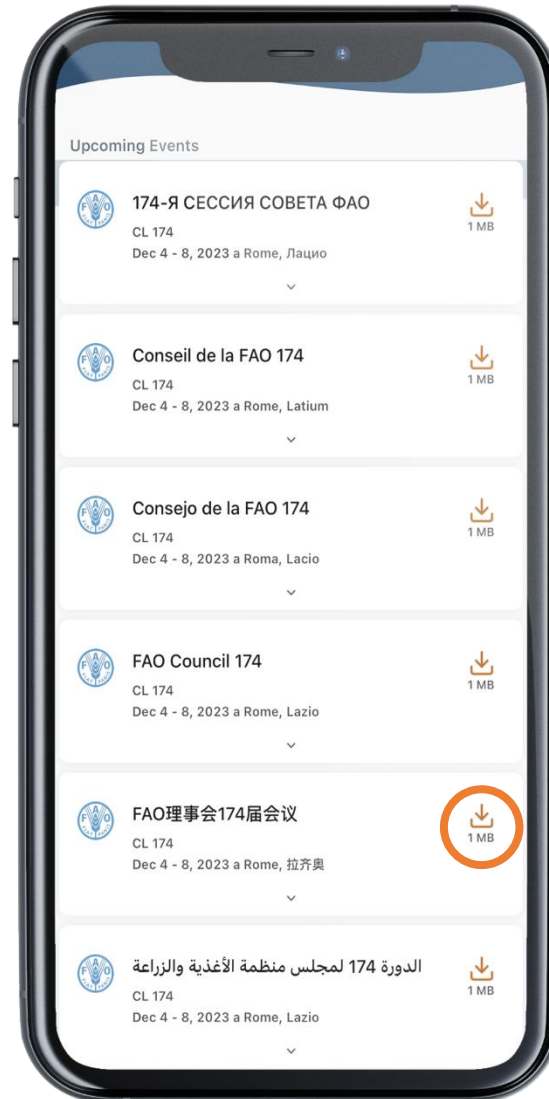 Upcoming Events
174-Я СЕССИЯ СОВЕТА ФАО
CL 174
Dec 4 - 8, 2023 a Rome, Лацио
1 MB
Conseil de la FAO 174
CL 174
Dec 4 - 8, 2023 a Rome, Latium
1 MB
Consejo de la FAO 174
CL 174
Dec 4 - 8, 2023 a Roma, Lacio
1 MB
FAO Council 174
CL 174
Dec 4 - 8, 2023 a Rome, Lazio
1 MB
FAO理事会174届会议
CL 174
Dec 4 - 8, 2023 a Rome, 拉齐奥
1 MB
الدورة 174 لمجلس منظمة الأغذية والزراعة
CL 174
Dec 4 - 8, 2023 a Rome, Lazio
1 MB